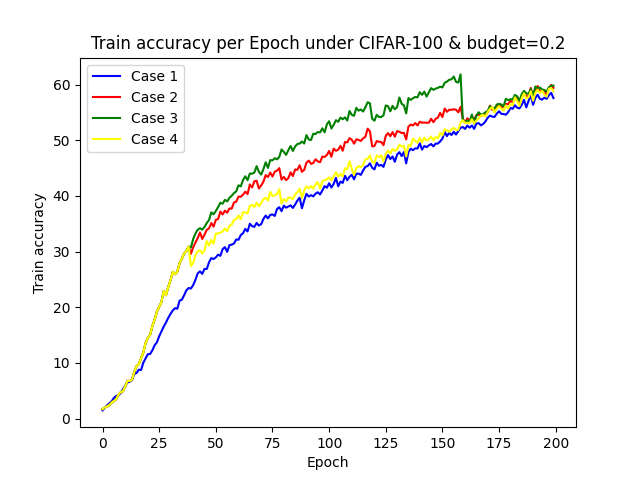 Train accuracy per Epoch under CIFAR-100 & budget=0.2
Case 1
Case 2
Case 3
Case 4
Train accuracy
60
50
40
30
20
10
0
0 25 50 75 100 125 150 175 200
Epoch